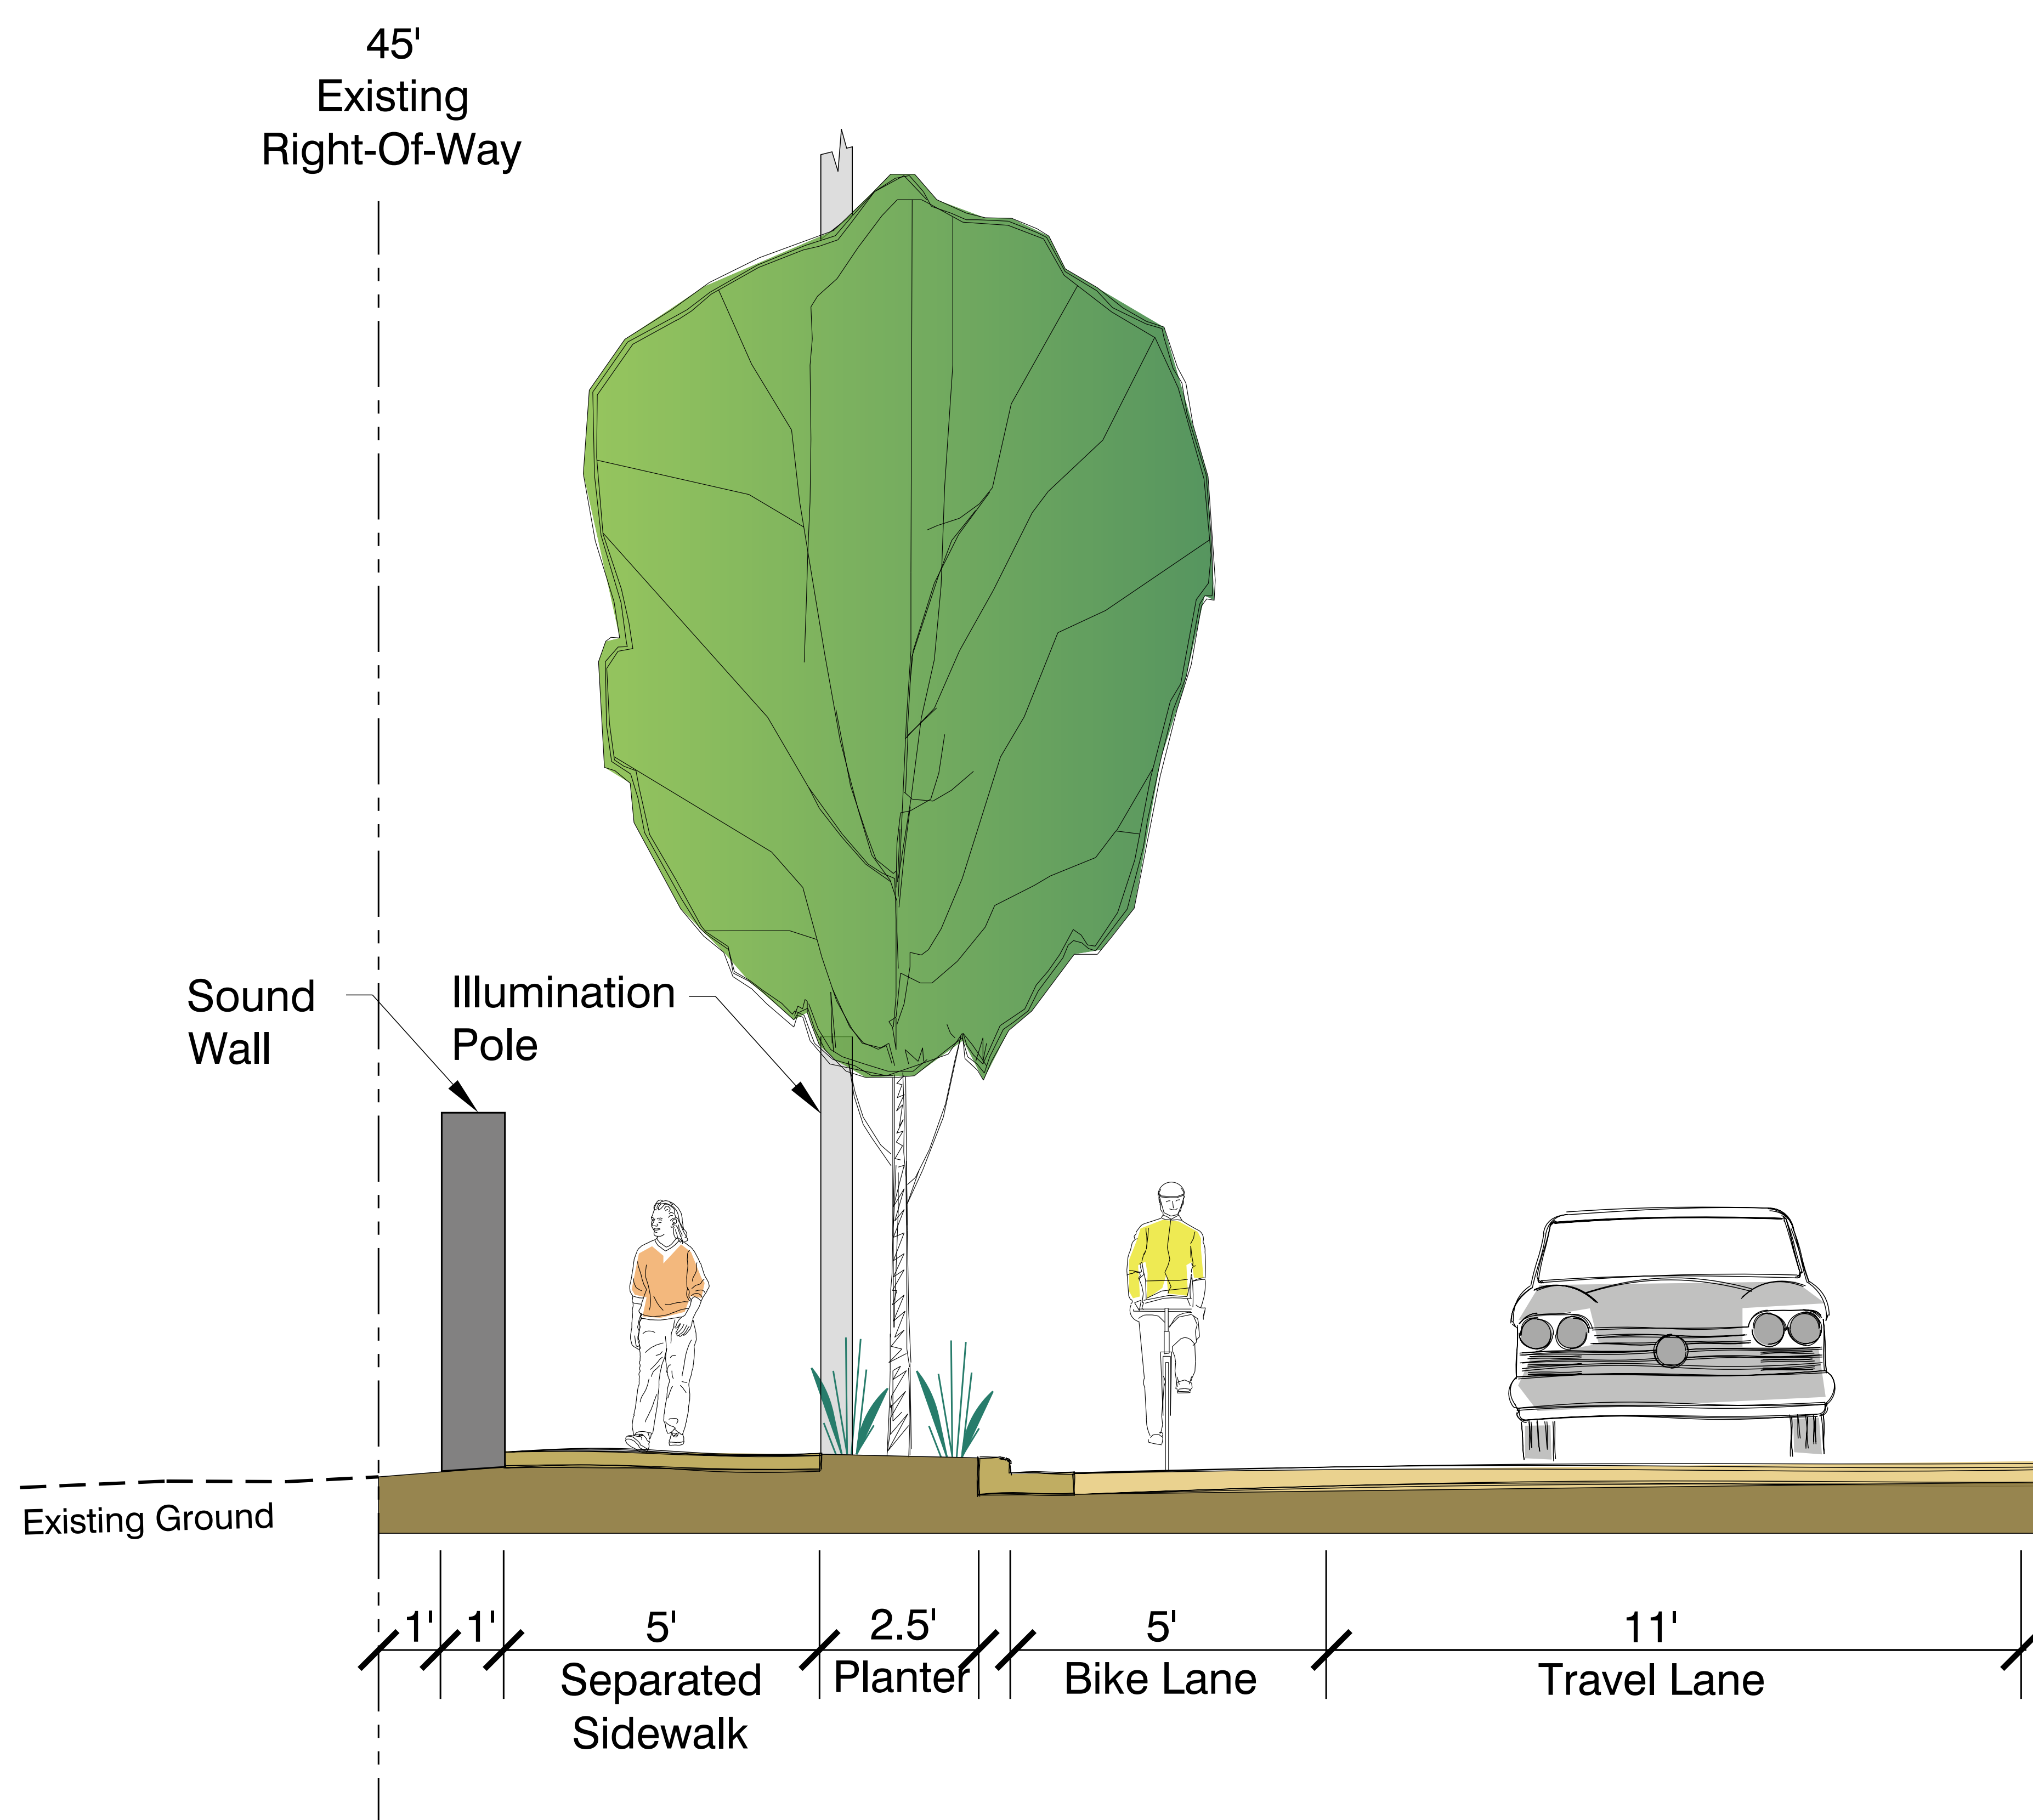 45'
Existing
Right-Of-Way
Sound
Wall
Illumination
Pole
Existing Ground
1'
1'
5'
2.5'
5'
11'
Separated
Sidewalk
Planter
Bike Lane
Travel Lane